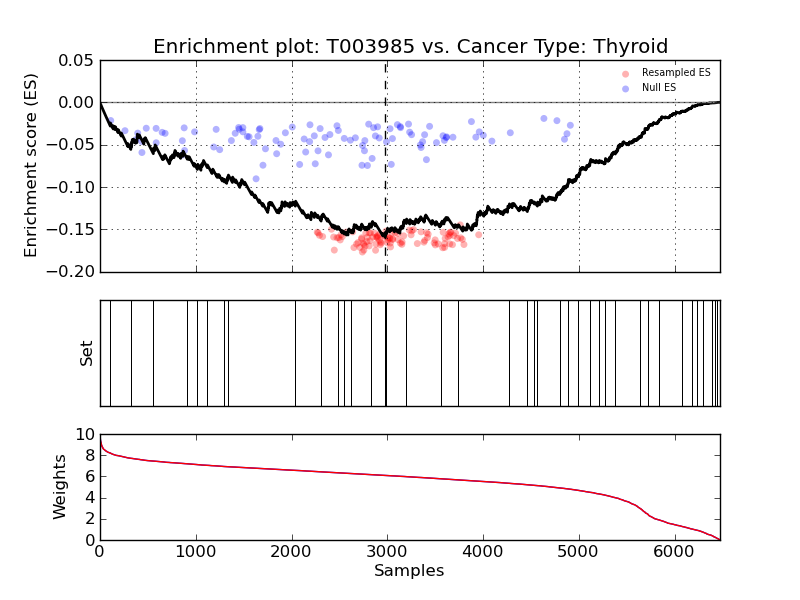 Enrichment plot: T003985 vs. Cancer Type: Thyroid
Enrichment score (ES)
0.05
0.00
−0.05
−0.10
−0.15
−0.20
Resampled ES
Null ES
Set
Weights
10
8
6
4
2
0
0 1000 2000 3000 4000 5000 6000
Samples